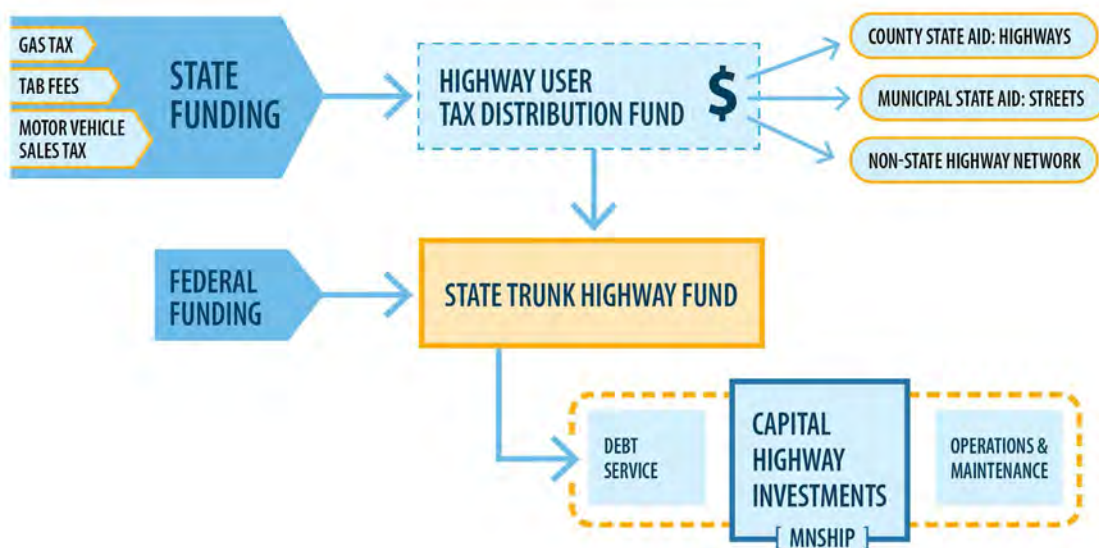 GAS TAX
TAB FEES
MOTOR VEHICLE
SALES TAX
STATE
FUNDING
HIGHWAY USER
TAX DISTRIBUTION FUND
$
COUNTY STATE AID: HIGHWAYS
MUNICIPAL STATE AID: STREETS
NON-STATE HIGHWAY NETWORK
FEDERAL
FUNDING
STATE TRUNK HIGHWAY FUND
DEBT
SERVICE
CAPITAL
HIGHWAY
INVESTMENTS
[ MNSHIP ]
OPERATIONS &
MAINTENANCE